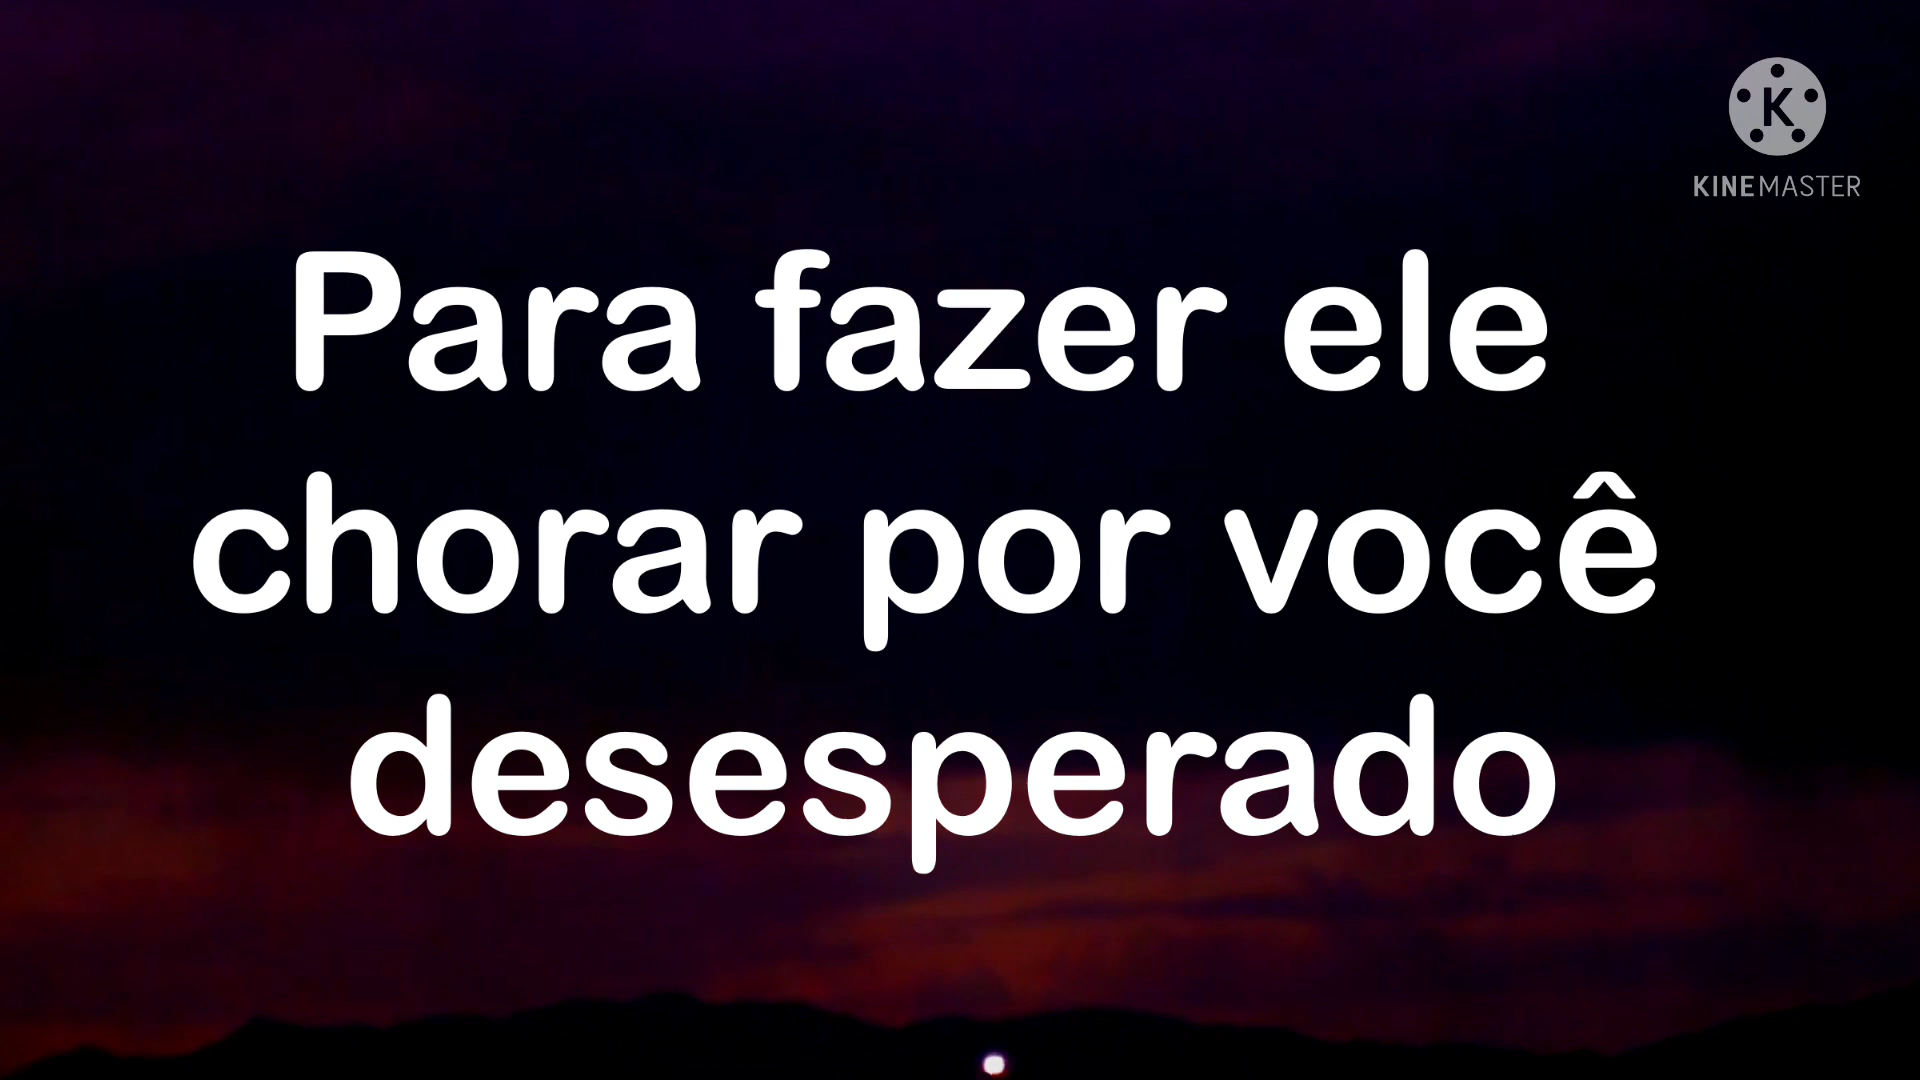 K
KINEMASTER
Para fazer ele
chorar por você
desesperado